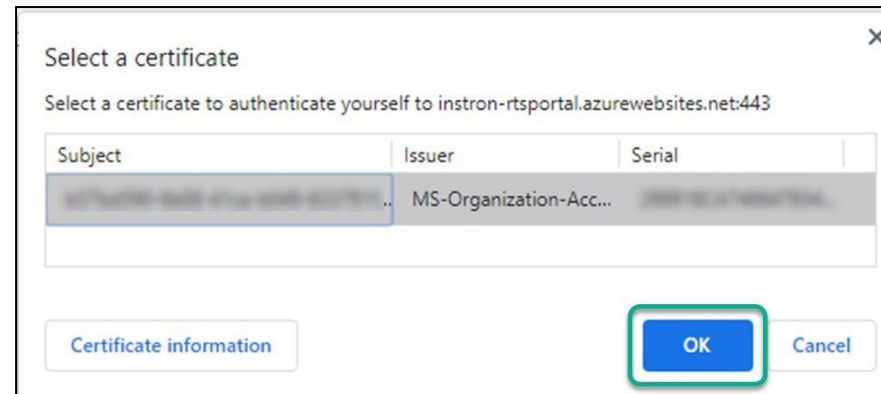 Select a certificate
Select a certificate to authenticate yourself to instron-rtsportal.azurewebsites.net:443
Subject Issuer Serial
MS-Organization-Acc...
Certificate information OK Cancel